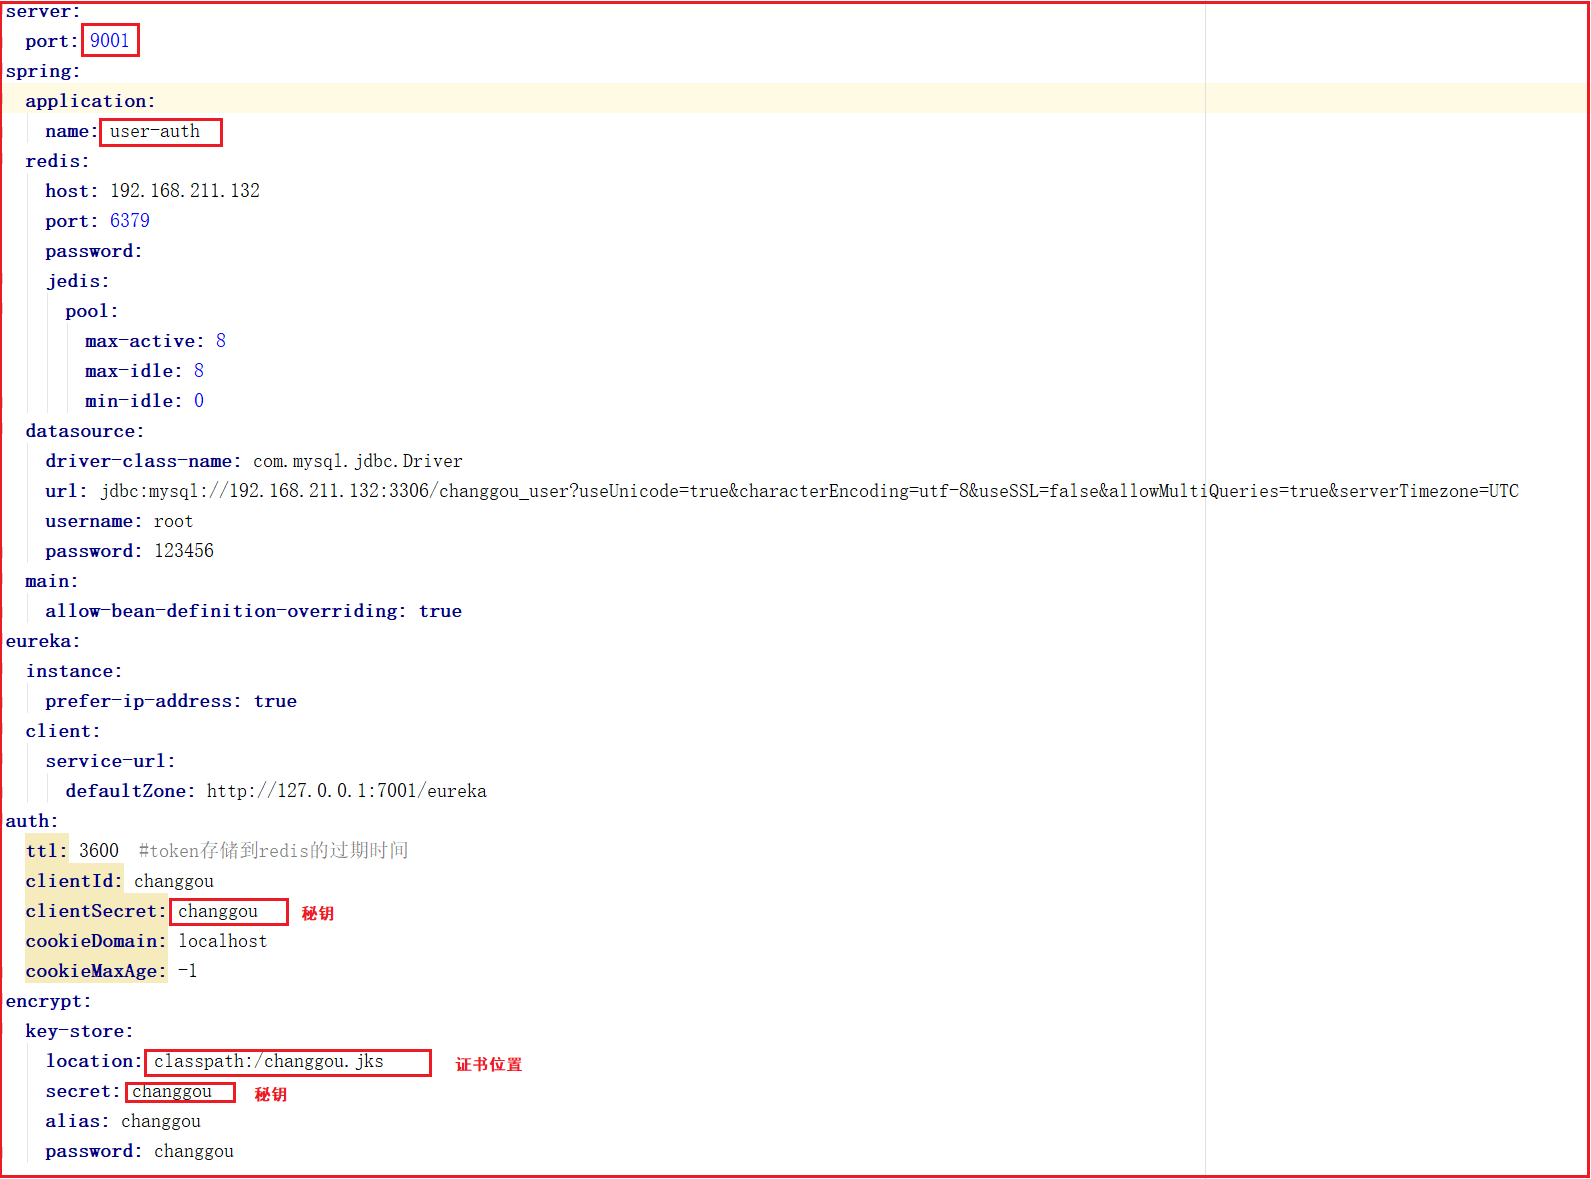 server:
  port: 9001
spring:
  application:
    name: user-auth
  redis:
    host: 192.168.211.132
    port: 6379
    password:
    jedis:
      pool:
        max-active: 8
        max-idle: 8
        min-idle: 0
  datasource:
    driver-class-name: com.mysql.jdbc.Driver
    url: jdbc:mysql://192.168.211.132:3306/changgou_user?useUnicode=true&characterEncoding=utf-8&useSSL=false&allowMultiQueries=true&serverTimezone=UTC
    username: root
    password: 123456
  main:
    allow-bean-definition-overriding: true
eureka:
  instance:
    prefer-ip-address: true
  client:
    service-url:
      defaultZone: http://127.0.0.1:7001/eureka
auth:
  ttl: 3600  #token存储到redis的过期时间
  clientId: changgou
  clientSecret: changgou 秘钥
  cookieDomain: localhost
  cookieMaxAge: -1
encrypt:
  key-store:
    location: classpath:/changgou.jks 证书位置
    secret: changgou 秘钥
    alias: changgou
    password: changgou